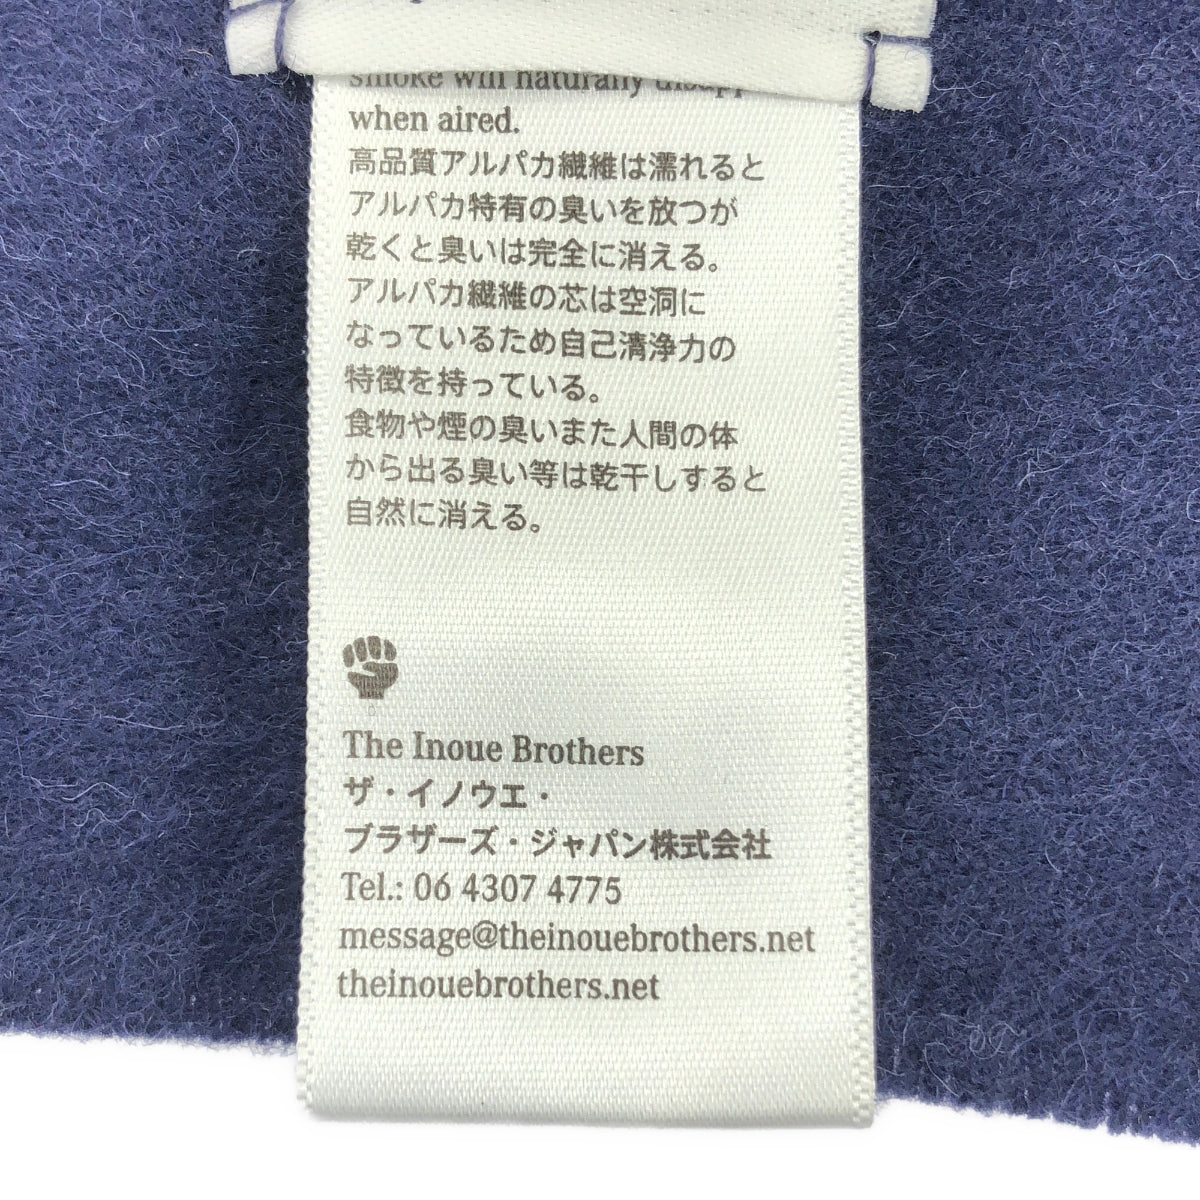 smoke will naturally
when aired.
高品質アルパカ繊維は濡れると
アルパカ特有の臭いを放つが
乾くと臭いは完全に消える。
アルパカ繊維の芯は空洞に
なっているため自己清浄力の
特徴を持っている。
食物や煙の臭いまた人間の体
から出る臭い等は乾干しすると
自然に消える。
The Inoue Brothers
ザ・イノウエ・
ブラザーズ・ジャパン株式会社
Tel.: 06 4307 4775
message@theinouebrothers.net
theinouebrothers.net